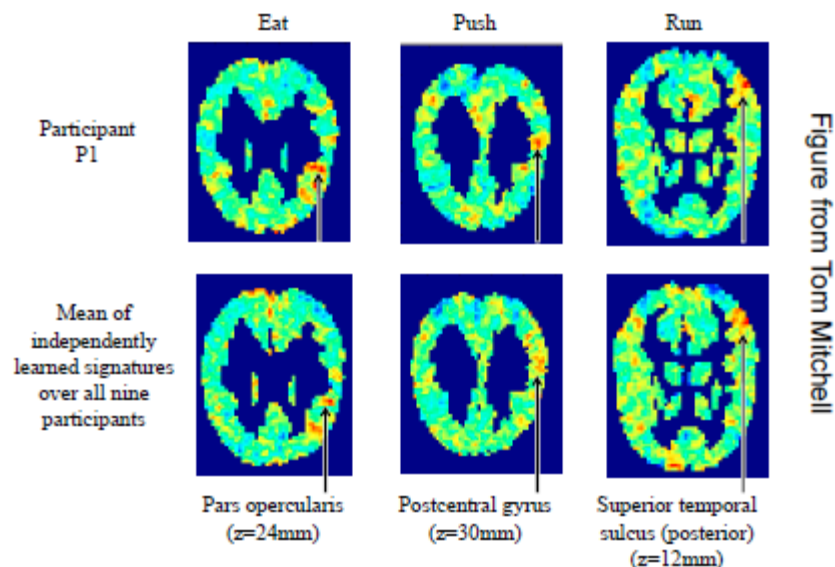 Eat
Push
Run
Participant
P1
Mean of
independently
learned signatures
over all nine
participants
Pars opercularis
(z=24mm)
Postcentral gyrus
(z=30mm)
Superior temporal
sulcus (posterior)
(z=12mm)
Figure from Tom Mitchell